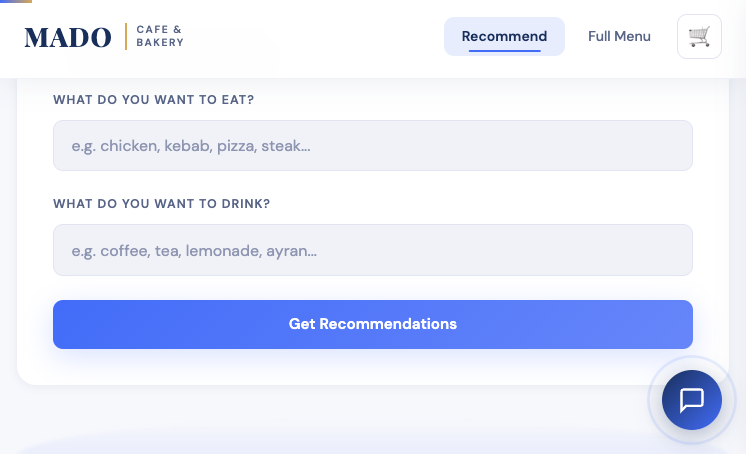 MADO
CAFE &
BAKERY
Recommend
Full Menu
WHAT DO YOU WANT TO EAT?
e.g. chicken, kebab, pizza, steak...
WHAT DO YOU WANT TO DRINK?
e.g. coffee, tea, lemonade, ayran...
Get Recommendations